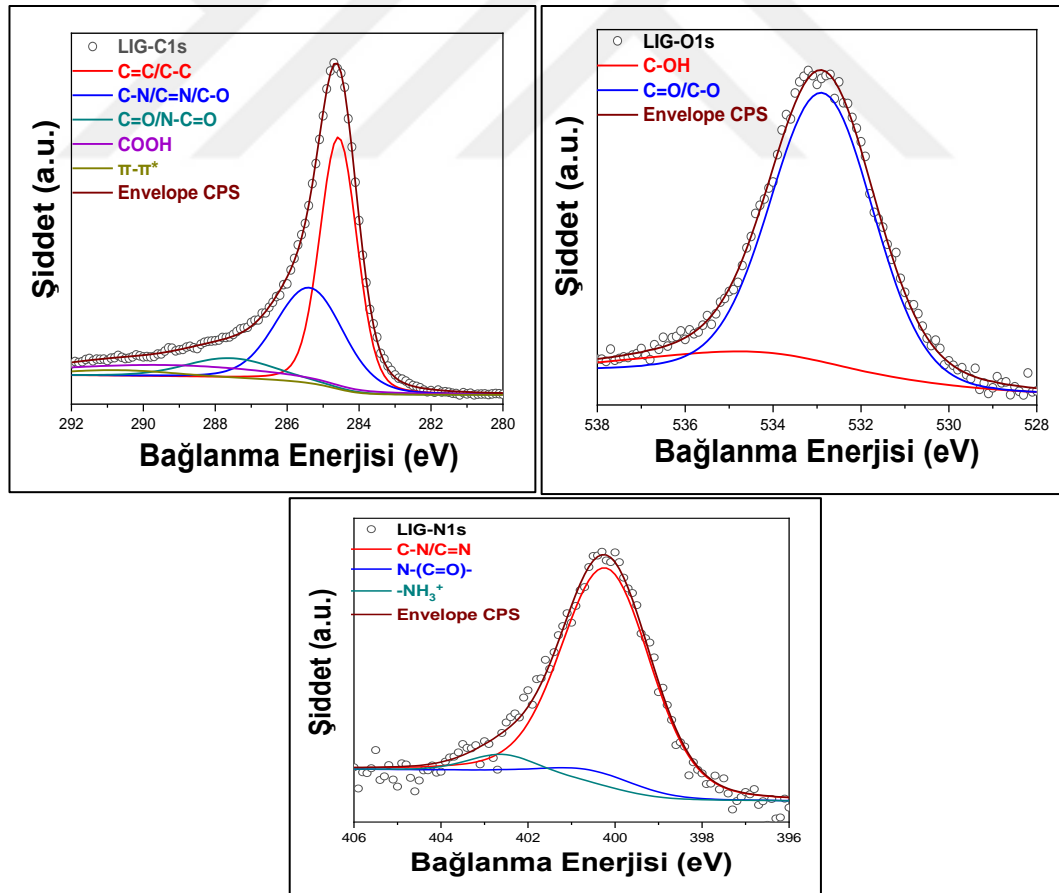 LIG-C1s
C=C/C-C
C-N/C=N/C-O
C=O/N-C=O
COOH
π-π*
Envelope CPS
Şiddet (a.u.)
292 290 288 286 284 282 280
Bağlanma Enerjisi (eV)
LIG-O1s
C-OH
C=O/C-O
Envelope CPS
Şiddet (a.u.)
538 536 534 532 530 528
Bağlanma Enerjisi (eV)
LIG-N1s
C-N/C=N
N-(C=O)-
-NH₃⁺
Envelope CPS
Şiddet (a.u.)
406 404 402 400 398 396
Bağlanma Enerjisi (eV)